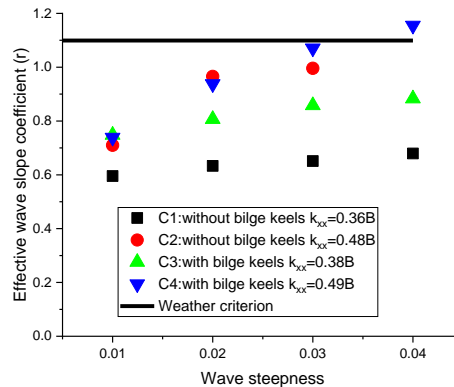 1.2
1.0
0.8
0.6
0.4
0.2
0.0
Effective wave slope coefficient (r)
C1:without bilge keels kxx=0.36B
C2:without bilge keels kxx=0.48B
C3:with bilge keels kxx=0.38B
C4:with bilge keels kxx=0.49B
Weather criterion
0.01 0.02 0.03 0.04
Wave steepness